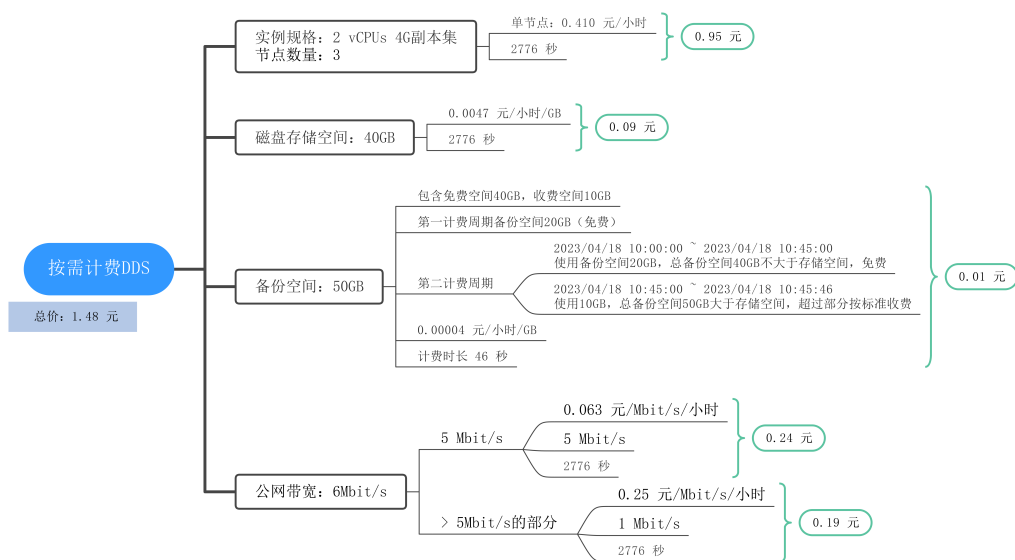 按需计费DDS
总价：1.48 元
实例规格：2 vCPUs 4G副本集
节点数量：3
单节点：0.410 元/小时
2776 秒
0.95 元
磁盘存储空间：40GB
0.0047 元/小时/GB
2776 秒
0.09 元
备份空间：50GB
包含免费空间40GB，收费空间10GB
第一计费周期备份空间20GB（免费）
第二计费周期
2023/04/18 10:00:00 ~ 2023/04/18 10:45:00
使用备份空间20GB，总备份空间40GB不大于存储空间，免费
2023/04/18 10:45:00 ~ 2023/04/18 10:45:46
使用10GB，总备份空间50GB大于存储空间，超过部分按标准收费
0.00004 元/小时/GB
计费时长 46 秒
0.01 元
公网带宽：6Mbit/s
5 Mbit/s
0.063 元/Mbit/s/小时
5 Mbit/s
2776 秒
0.24 元
> 5Mbit/s的部分
0.25 元/Mbit/s/小时
1 Mbit/s
2776 秒
0.19 元